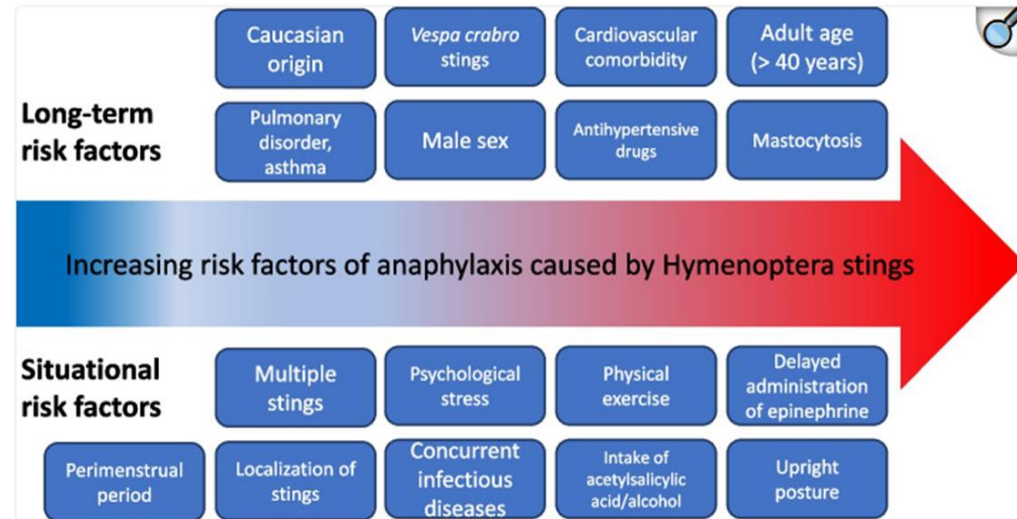 Long-term
risk factors
Caucasian
origin
Vespa crabro
stings
Cardiovascular
comorbidity
Adult age
(> 40 years)
Pulmonary
disorder,
asthma
Male sex
Antihypertensive
drugs
Mastocytosis
Increasing risk factors of anaphylaxis caused by Hymenoptera stings
Situational
risk factors
Multiple
stings
Psychological
stress
Physical
exercise
Delayed
administration
of epinephrine
Perimenstrual
period
Localization of
stings
Concurrent
infectious
diseases
Intake of
acetylsalicylic
acid/alcohol
Upright
posture